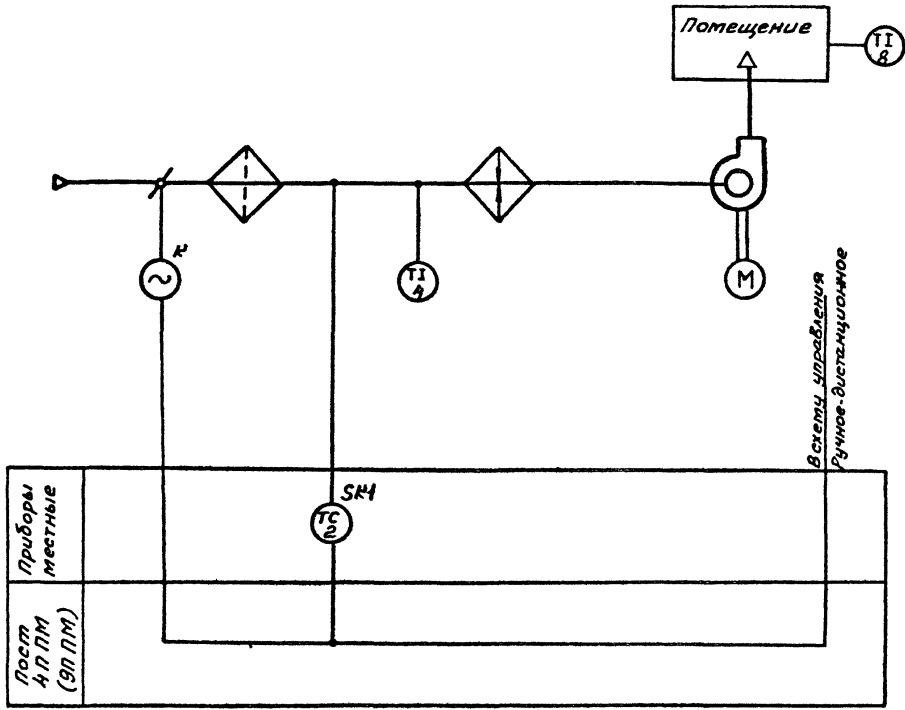 Помещение
TI
8
К
TI
4
М
В схему управления
Ручное-дистанционное
Приборы
местные
SK1
TC
2
Пост
4П ПМ
(9П ПМ)